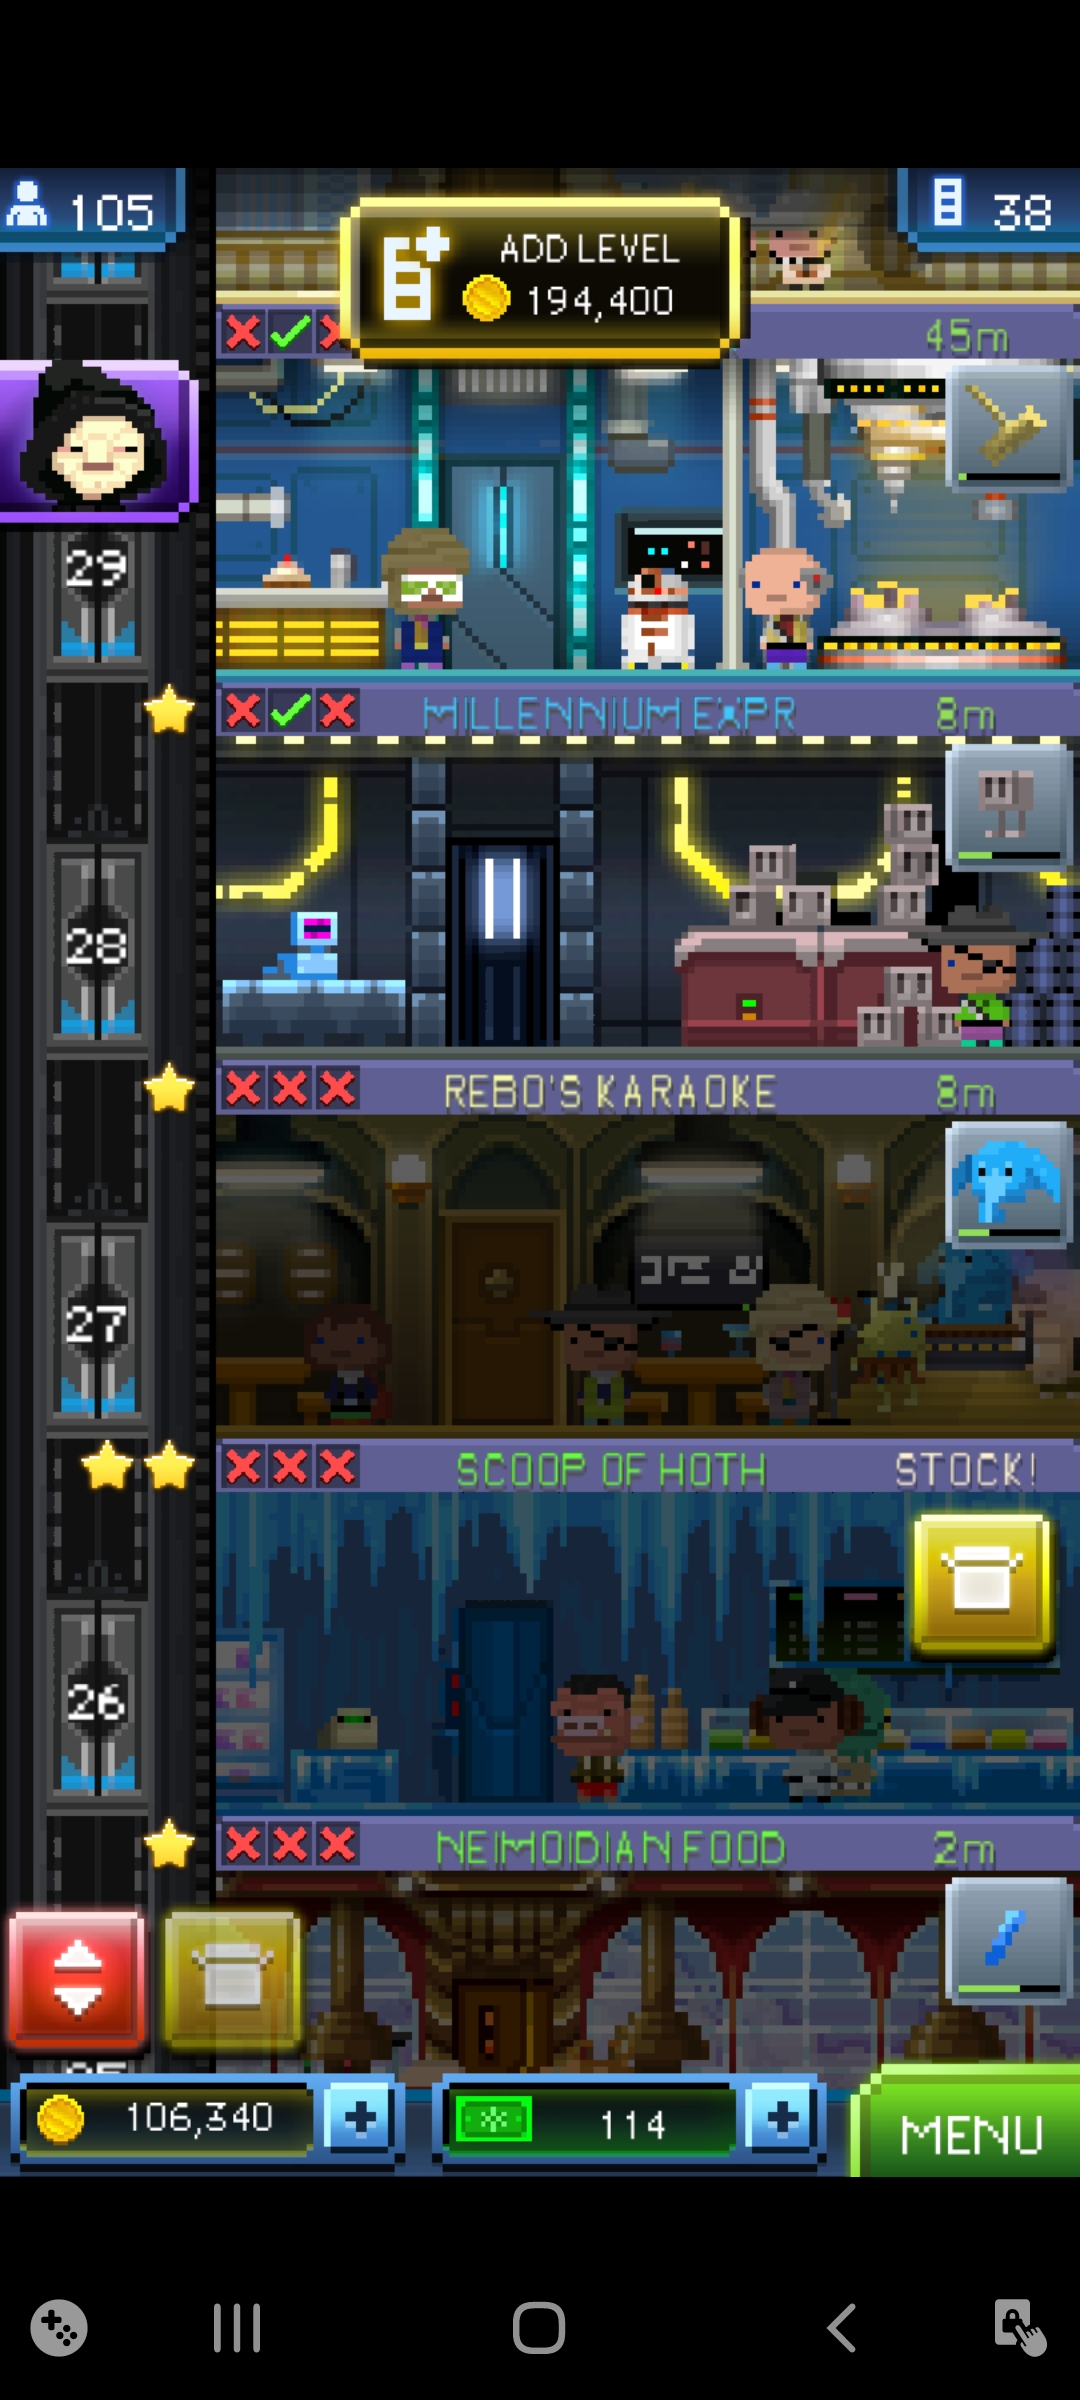 105
38
ADD LEVEL
194,400
45m
29
MILLENNIUM EXPR
8m
28
REBO'S KARAOKE
8m
27
SCOOP OF HOTH
STOCK!
26
NEIMOIDIAN FOOD
2m
106,340
114
MENU